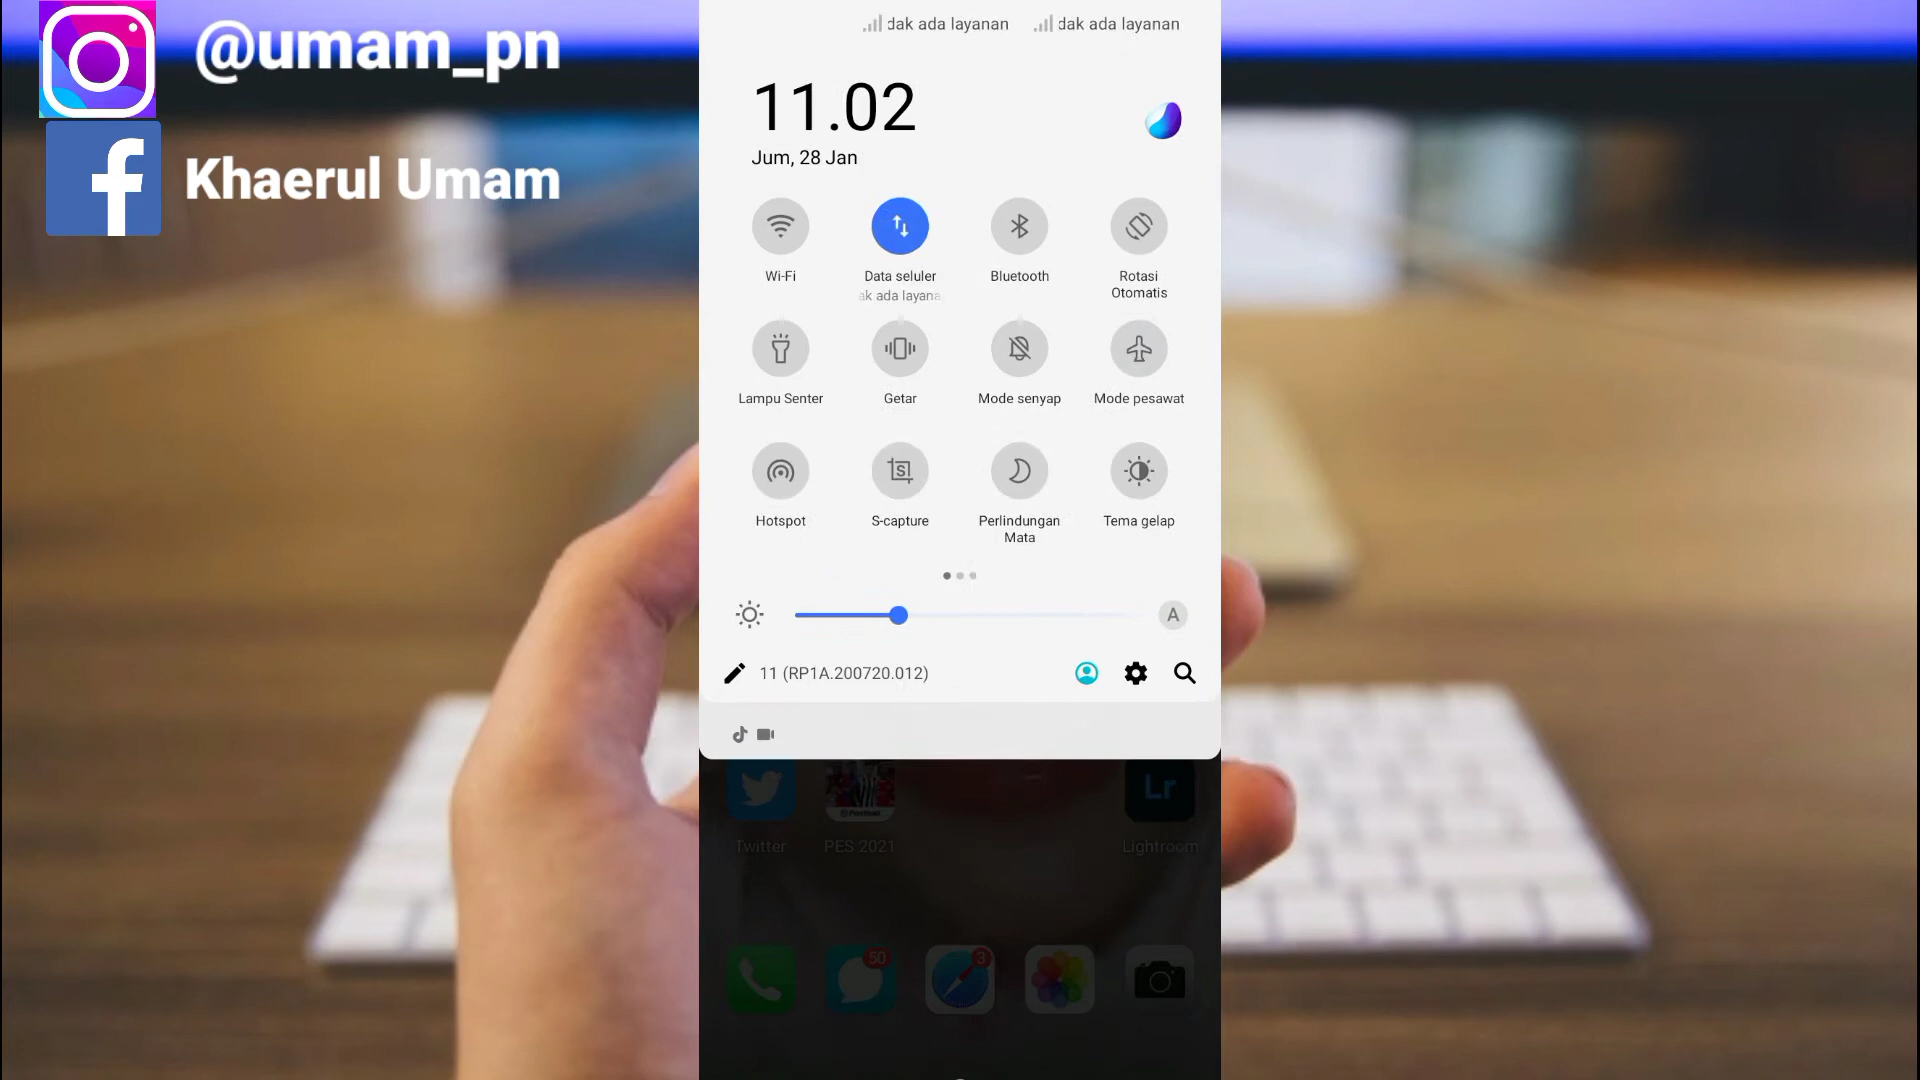 @umam_pn
Khaerul Umam
dak ada layanan
dak ada layanan
11.02
Jum, 28 Jan
Wi-Fi
Data seluler
ak ada layana
Bluetooth
Rotasi
Otomatis
Lampu Senter
Getar
Mode senyap
Mode pesawat
Hotspot
S-capture
Perlindungan
Mata
Tema gelap
A
11 (RP1A.200720.012)
Lr
Twitter
PES 2021
Lightroom
50
3